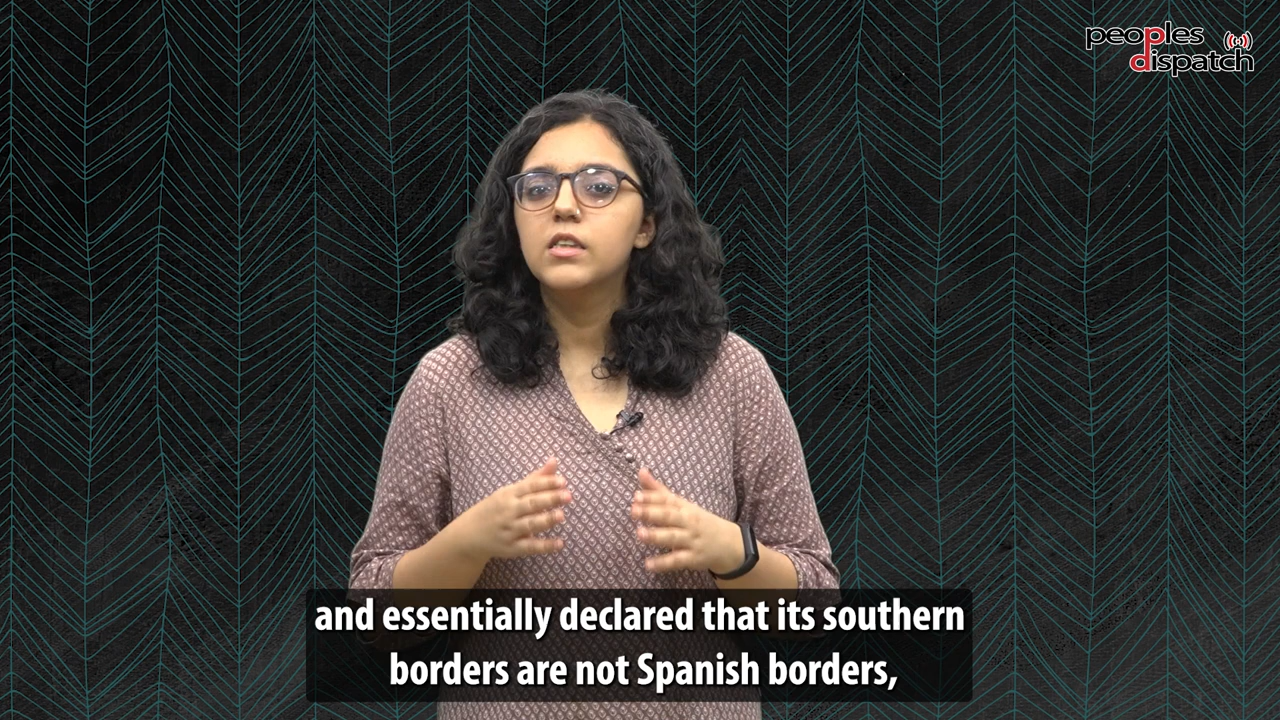 peoples
dispatch
and essentially declared that its southern
borders are not Spanish borders,